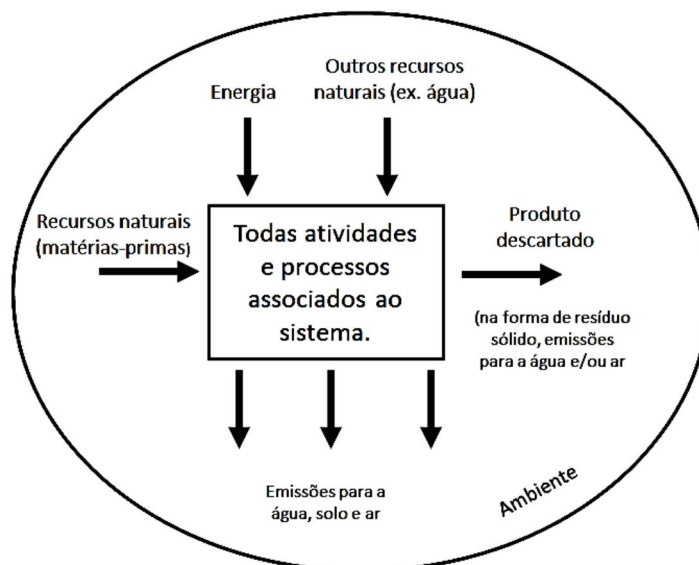 Outros recursos
naturais (ex. água)
Energia
Recursos naturais
(matérias-primas)
Todas atividades
e processos
associados ao
sistema.
Produto
descartado
(na forma de resíduo
sólido, emissões
para a água e/ou ar
Emissões para a
água, solo e ar
Ambiente